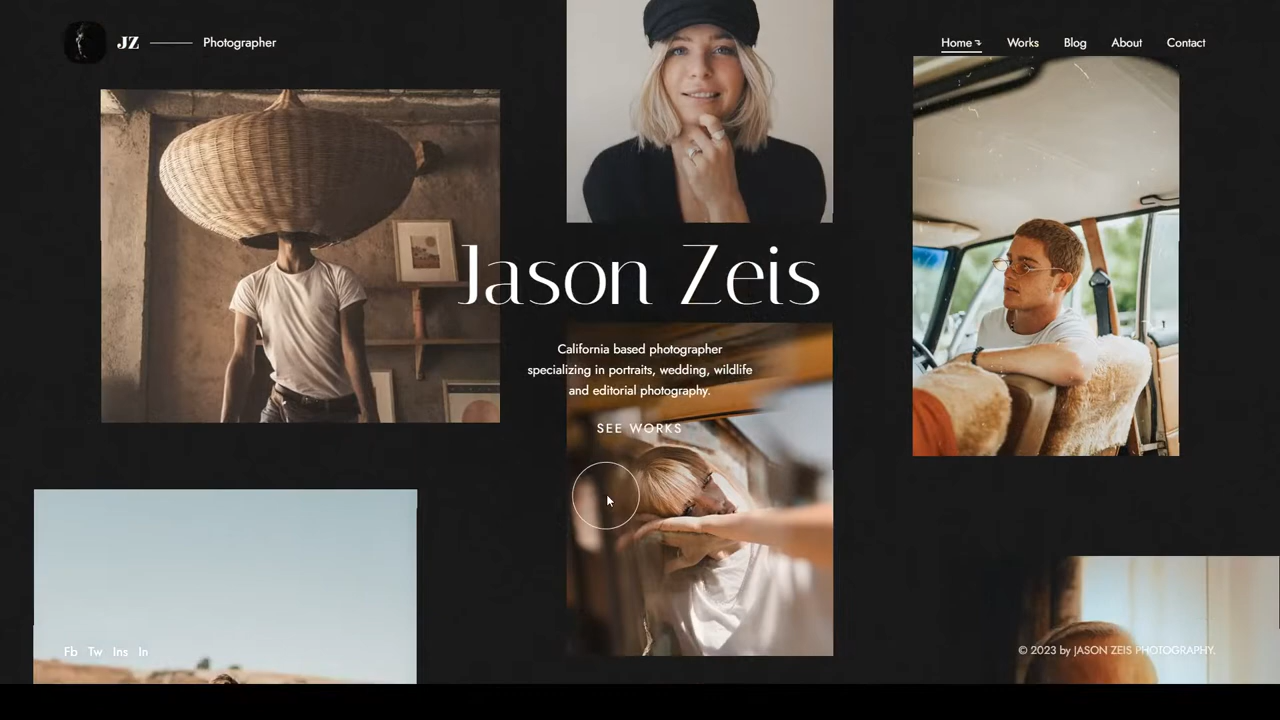 JZ
Photographer
Home
Works
Blog
About
Contact
Jason Zeis
California based photographer
specializing in portraits, wedding, wildlife
and editorial photography.
SEE WORKS
Fb Tw Ins In
© 2023 by JASON ZEIS PHOTOGRAPHY.